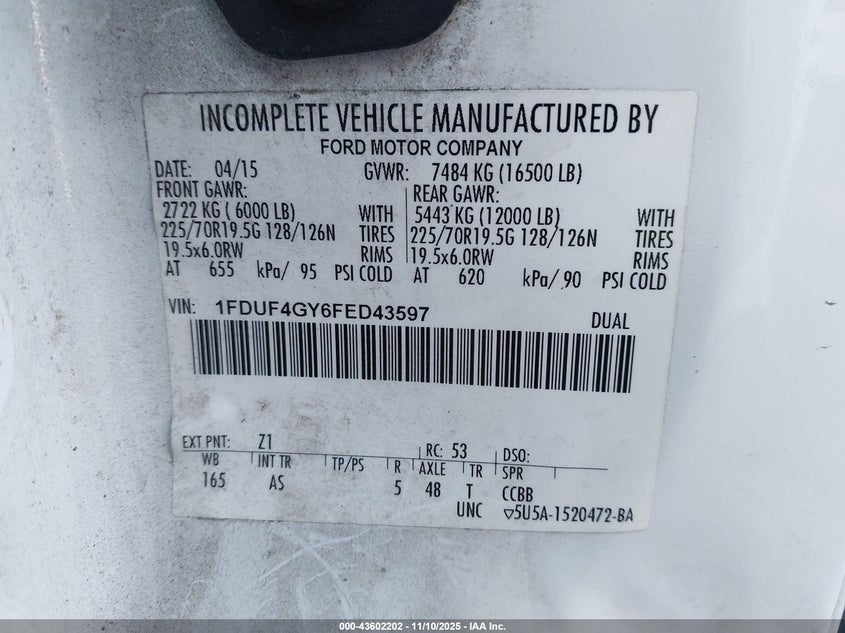 INCOMPLETE VEHICLE MANUFACTURED BY
FORD MOTOR COMPANY
DATE: 04/15 GVWR: 7484 KG (16500 LB)
FRONT GAWR: REAR GAWR:
2722 KG ( 6000 LB) WITH 5443 KG (12000 LB) WITH
225/70R19.5G 128/126N TIRES 225/70R19.5G 128/126N TIRES
19.5x6.0RW RIMS 19.5x6.0RW RIMS
AT 655 kPa/ 95 PSI COLD AT 620 kPa/ 90 PSI COLD
VIN: 1FDUF4GY6FED43597 DUAL
EXT PNT: Z1 RC: 53 DSO:
WB INT TR TP/PS R AXLE TR SPR
165 AS 5 48 T CCBB
UNC ▽5U5A-1520472-BA
000-43602202 - 11/10/2025 - IAA Inc.